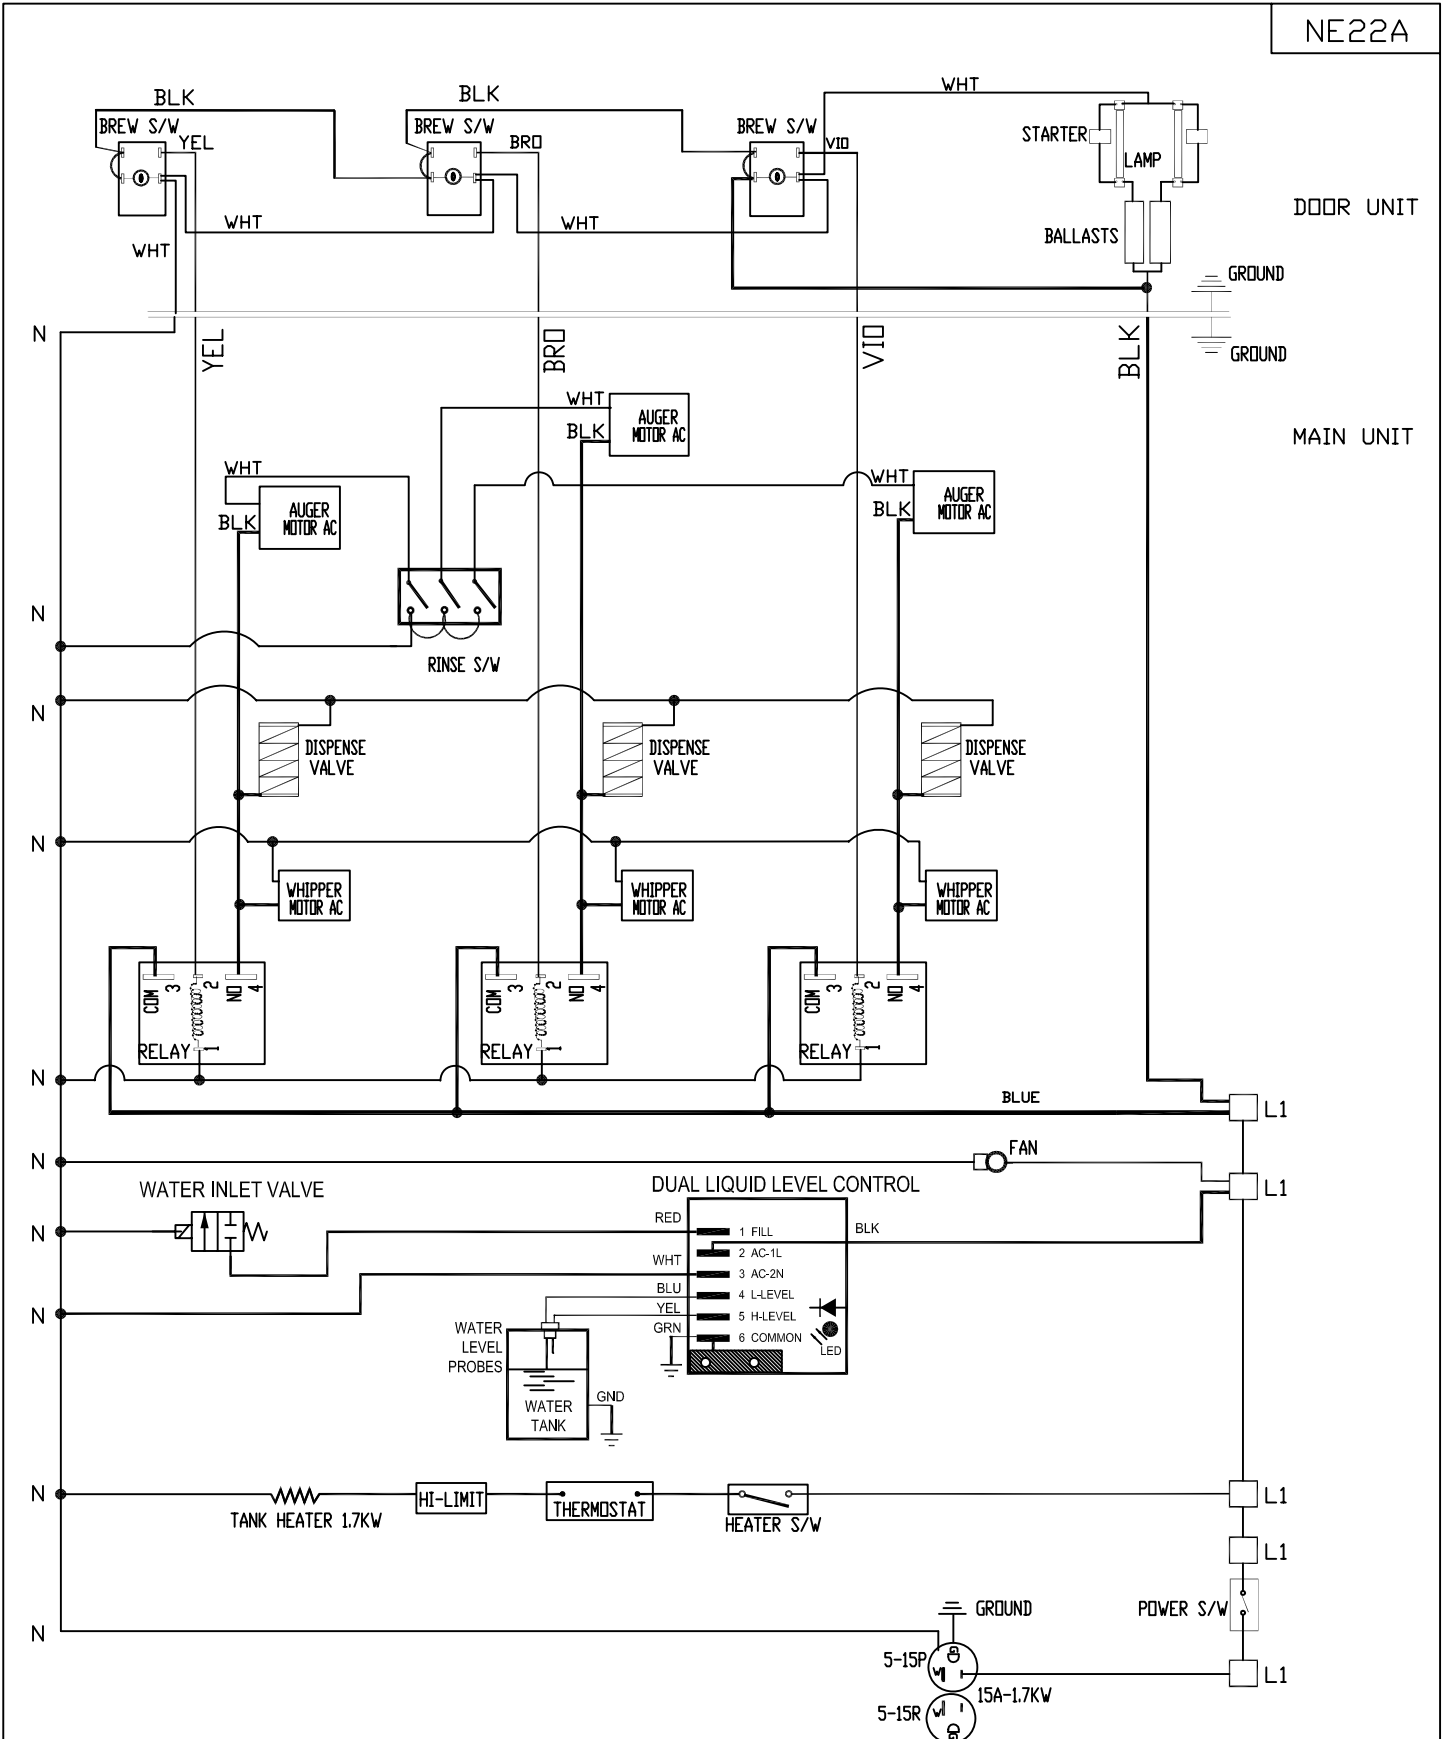 NE22A
BLK
BLK
WHT
BREW S/W
YEL
BREW S/W
BRO
BREW S/W
VIO
STARTER
LAMP
DOOR UNIT
WHT
WHT
WHT
BALLASTS
GROUND
N
YEL
BRO
VIO
BLK
GROUND
WHT
AUGER
MOTOR AC
BLK
MAIN UNIT
WHT
AUGER
MOTOR AC
BLK
WHT
AUGER
MOTOR AC
BLK
N
RINSE S/W
N
DISPENSE
VALVE
DISPENSE
VALVE
DISPENSE
VALVE
N
WHIPPER
MOTOR AC
WHIPPER
MOTOR AC
WHIPPER
MOTOR AC
COM
3
2
NO
4
RELAY
1
COM
3
2
NO
4
RELAY
1
COM
3
2
NO
4
RELAY
1
N
BLUE
L1
N
FAN
WATER INLET VALVE
DUAL LIQUID LEVEL CONTROL
L1
N
RED
1 FILL
BLK
2 AC-1L
WHT
3 AC-2N
BLU
4 L-LEVEL
N
YEL
5 H-LEVEL
GRN
6 COMMON
LED
WATER
LEVEL
PROBES
GND
WATER
TANK
N
HI-LIMIT
THERMOSTAT
L1
TANK HEATER 1.7KW
HEATER S/W
L1
GROUND
POWER S/W
N
5-15P
GD
W
L1
15A-1.7KW
5-15R
W
GD